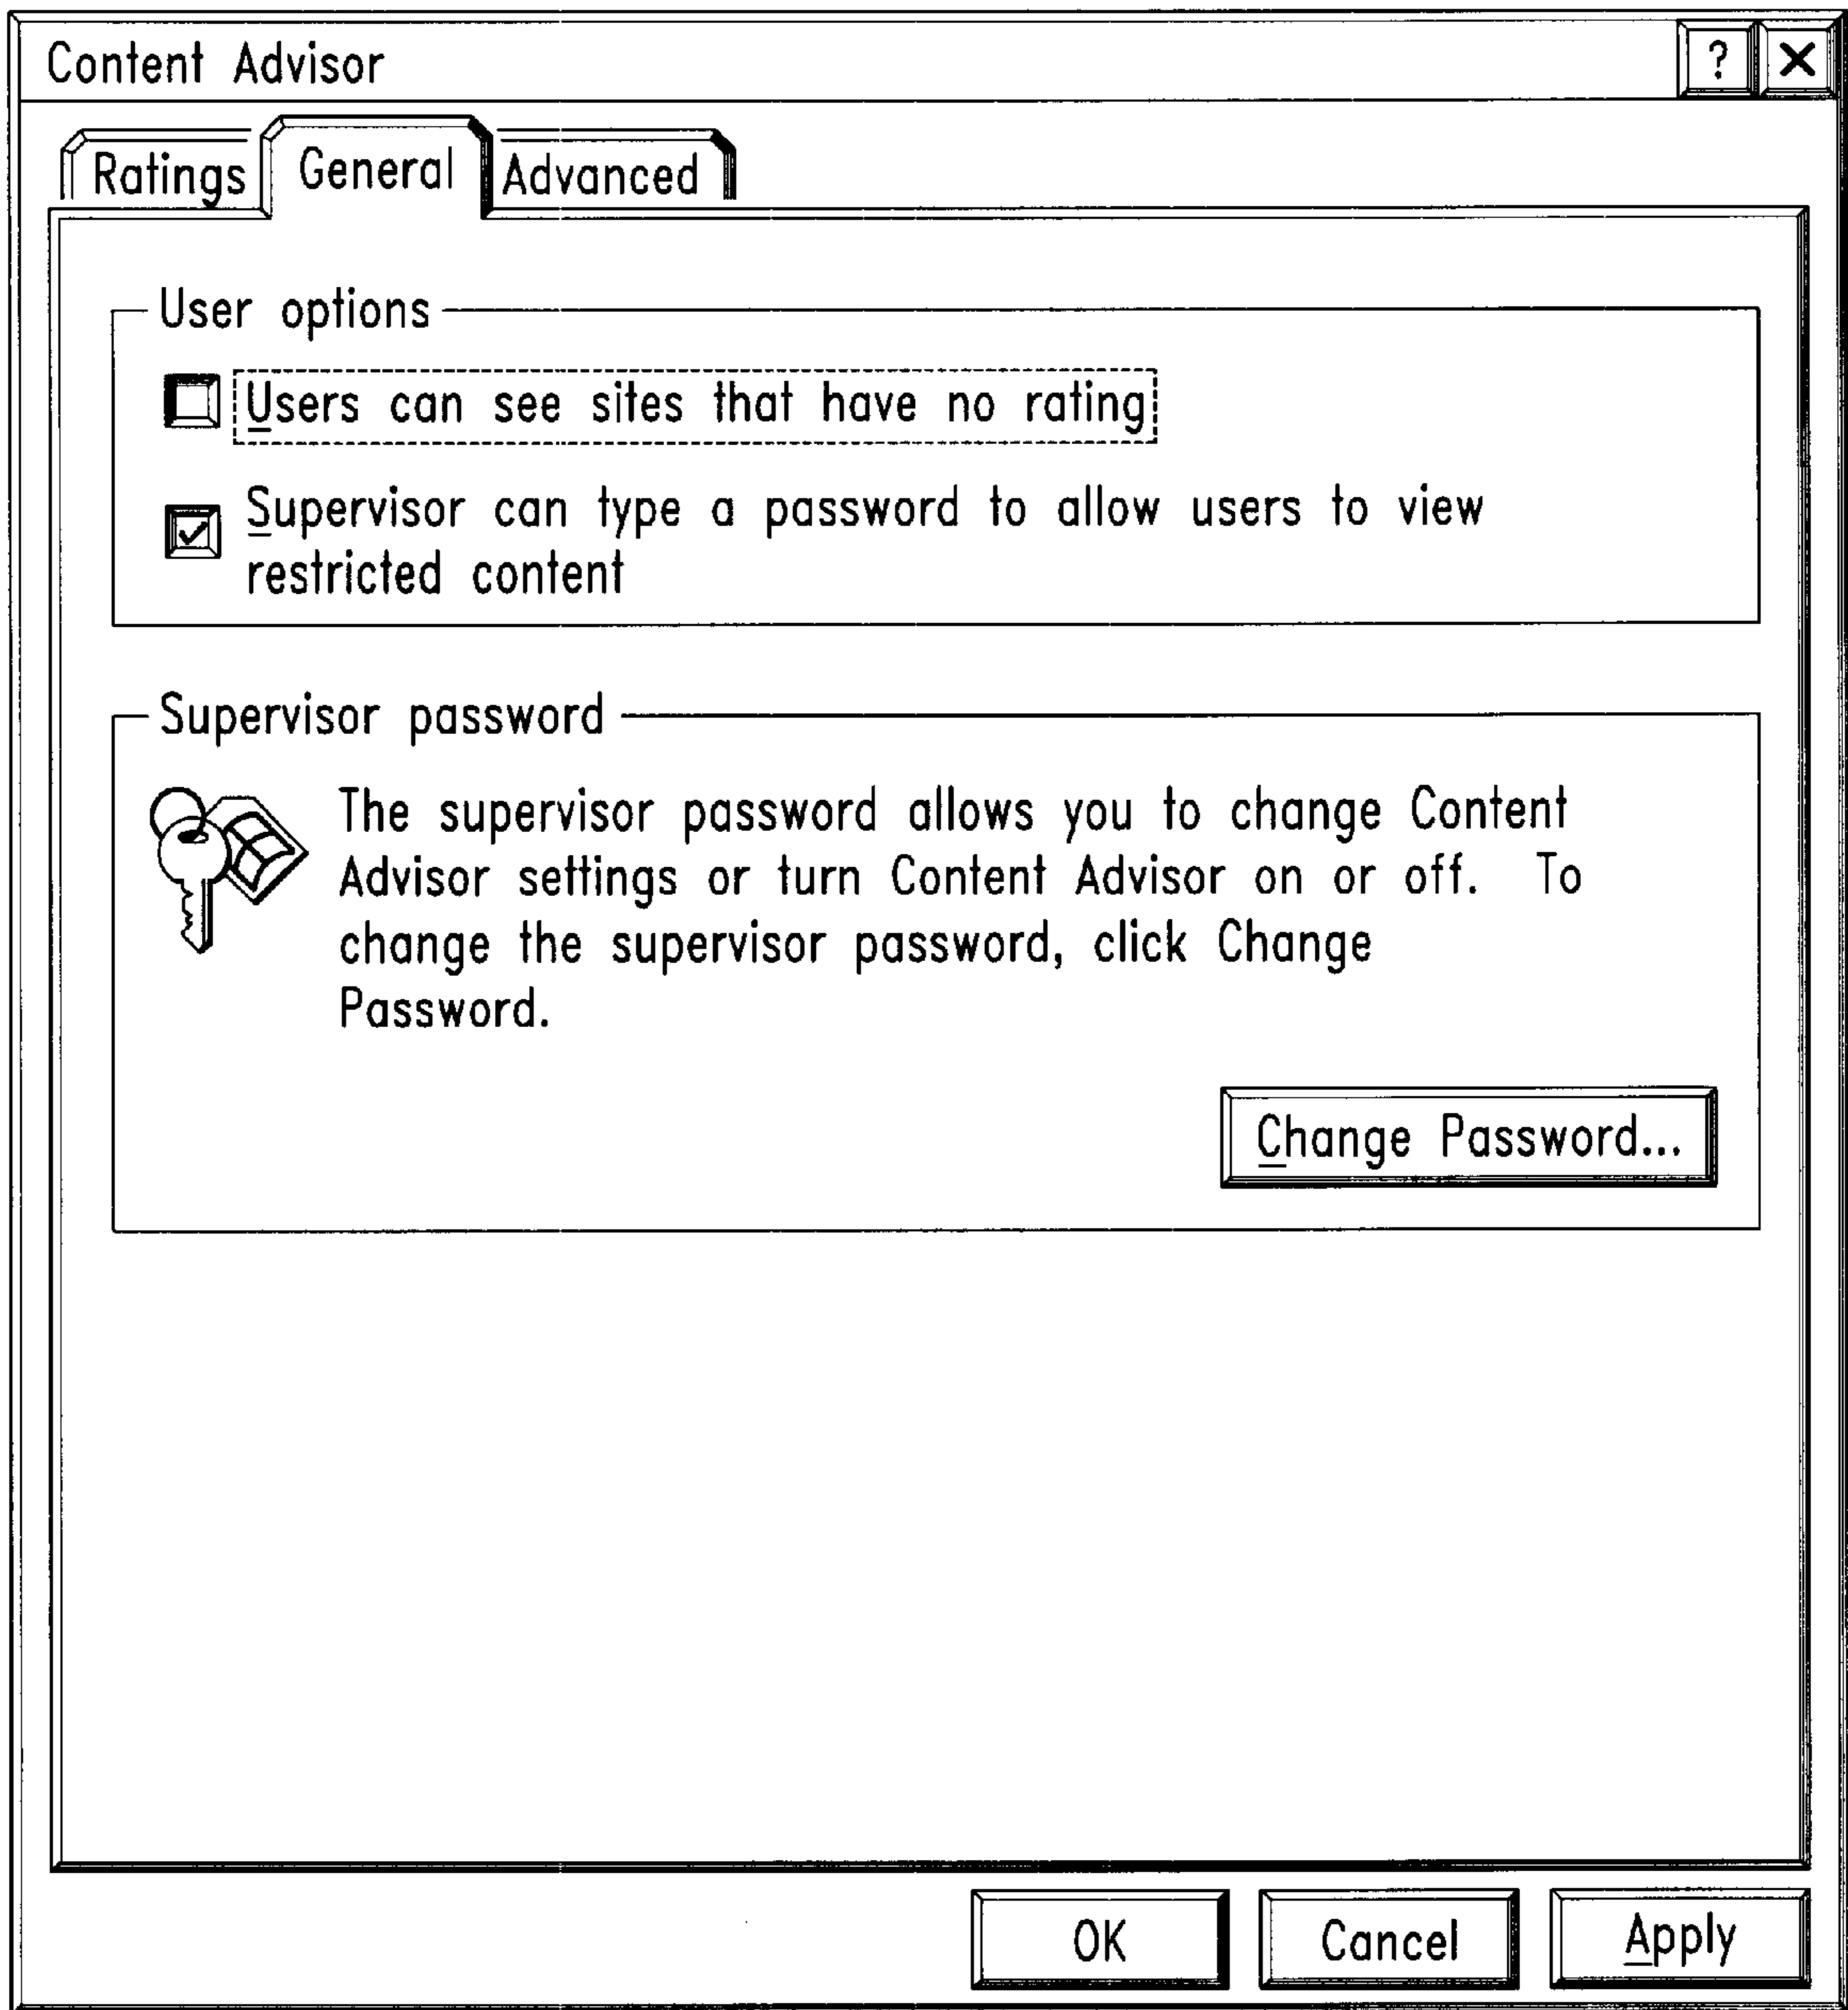 Content Advisor ?
Ratings General Advanced
User options
Users can see sites that have no rating
Supervisor can type a password to allow users to view
restricted content
Supervisor password
The supervisor password allows you to change Content
Advisor settings or turn Content Advisor on or off. To
change the supervisor password, click Change
Password.
Change Password...
OK Cancel Apply